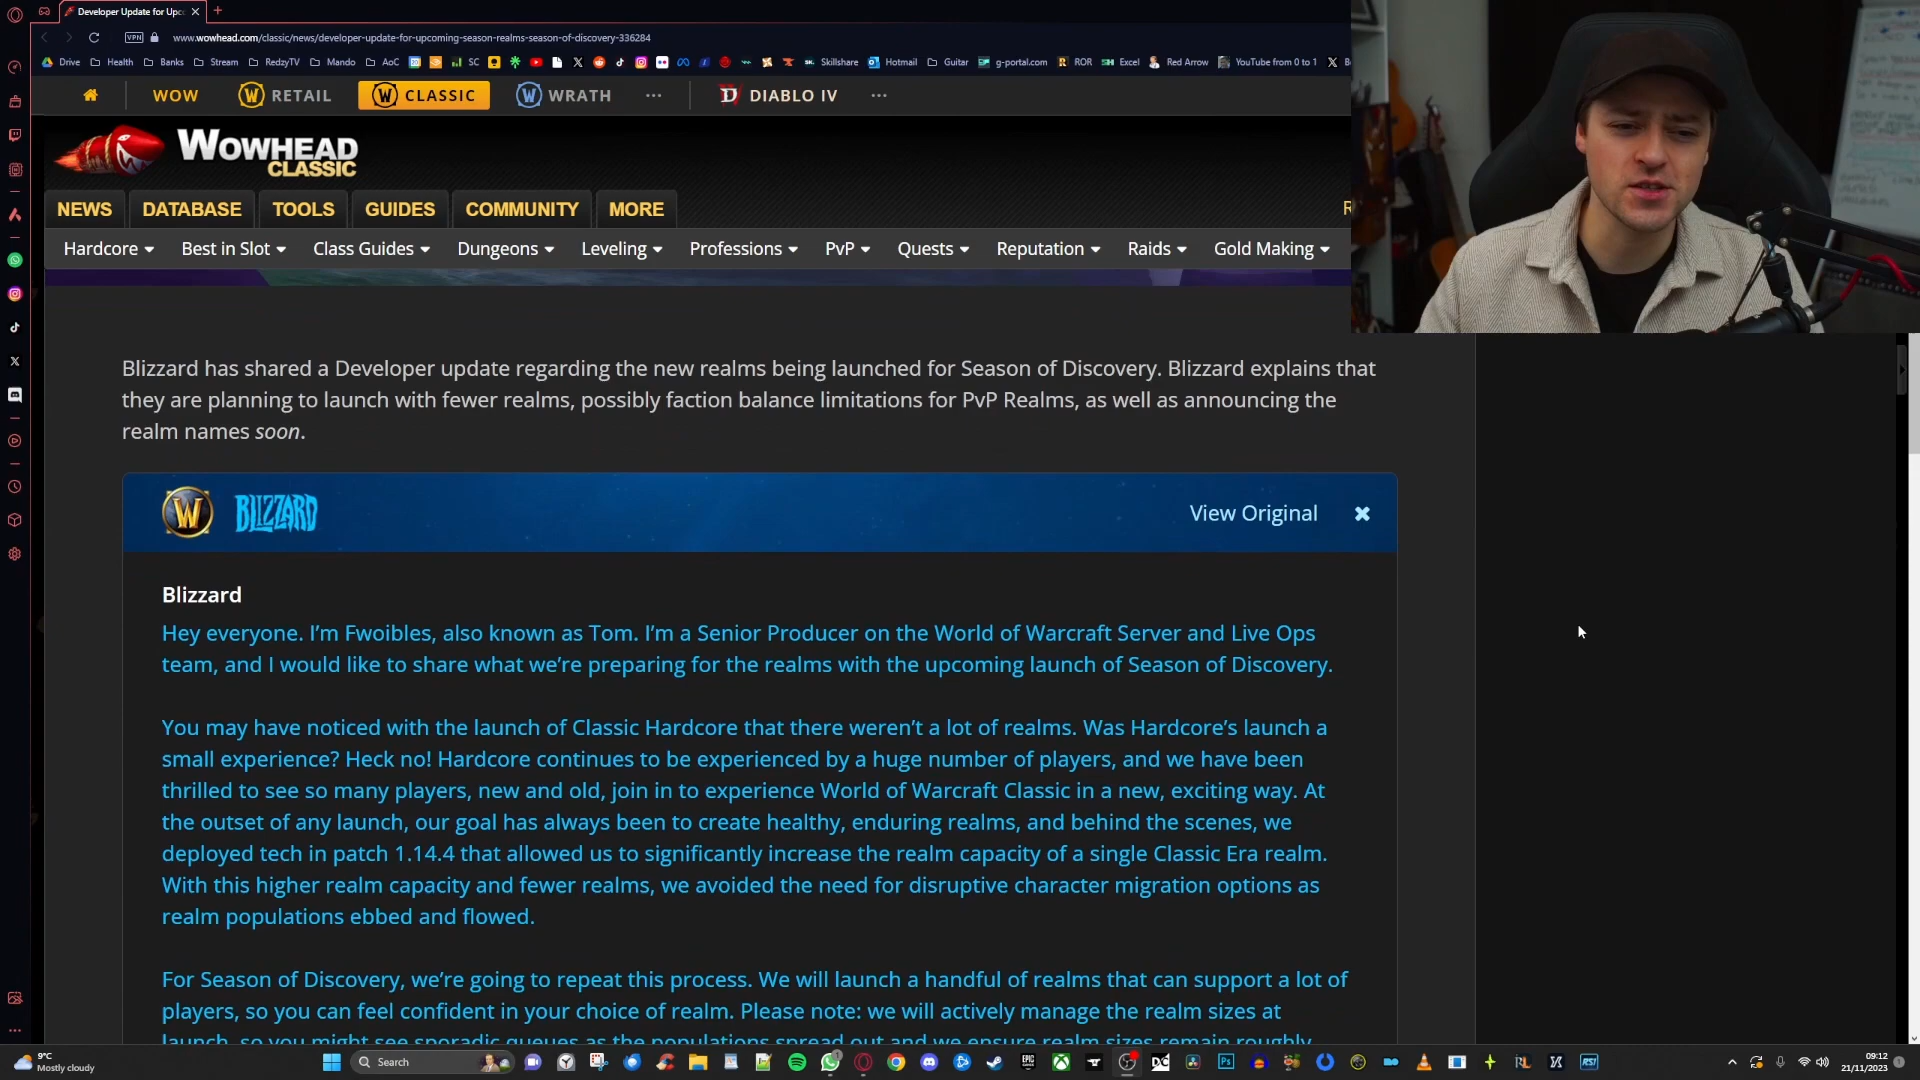 Developer Update for Upc
VPN
www.wowhead.com/classic/news/developer-update-for-upcoming-season-realms-season-of-discovery-336284
Drive Health Banks Stream RedzyTV Mando AoC SC Skillshare Hotmail Guitar g-portal.com ROR Excel Red Arrow YouTube from 0 to 1
WOW RETAIL CLASSIC WRATH ... DIABLO IV ...
WOWHEAD
CLASSIC
NEWS DATABASE TOOLS GUIDES COMMUNITY MORE
Hardcore Best in Slot Class Guides Dungeons Leveling Professions PvP Quests Reputation Raids Gold Making
Blizzard has shared a Developer update regarding the new realms being launched for Season of Discovery. Blizzard explains that
they are planning to launch with fewer realms, possibly faction balance limitations for PvP Realms, as well as announcing the
realm names soon.
BLIZZARD View Original
Blizzard
Hey everyone. I'm Fwoibles, also known as Tom. I'm a Senior Producer on the World of Warcraft Server and Live Ops
team, and I would like to share what we're preparing for the realms with the upcoming launch of Season of Discovery.
You may have noticed with the launch of Classic Hardcore that there weren't a lot of realms. Was Hardcore's launch a
small experience? Heck no! Hardcore continues to be experienced by a huge number of players, and we have been
thrilled to see so many players, new and old, join in to experience World of Warcraft Classic in a new, exciting way. At
the outset of any launch, our goal has always been to create healthy, enduring realms, and behind the scenes, we
deployed tech in patch 1.14.4 that allowed us to significantly increase the realm capacity of a single Classic Era realm.
With this higher realm capacity and fewer realms, we avoided the need for disruptive character migration options as
realm populations ebbed and flowed.
For Season of Discovery, we're going to repeat this process. We will launch a handful of realms that can support a lot of
players, so you can feel confident in your choice of realm. Please note: we will actively manage the realm sizes at
launch, so you might see sporadic queues as the populations spread out and we ensure realm sizes remain roughly
9°C
Mostly cloudy
Search
09:12
21/11/2023